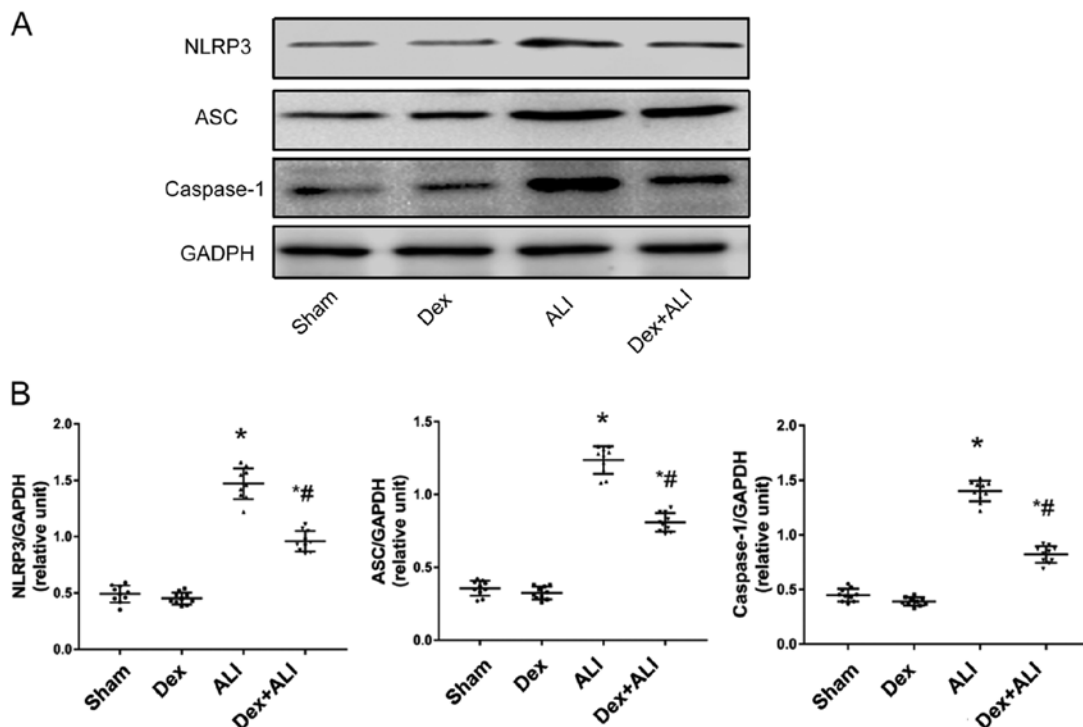 A
NLRP3
ASC
Caspase-1
GADPH
Sham
Dex
ALI
Dex+ALI
B
NLRP3/GAPDH
(relative unit)
2.0
1.5
1.0
0.5
0.0
*
*#
Sham
Dex
ALI
Dex+ALI
ASC/GAPDH
(relative unit)
1.5
1.0
0.5
0.0
*
*#
Sham
Dex
ALI
Dex+ALI
Caspase-1/GAPDH
(relative unit)
2.0
1.5
1.0
0.5
0.0
*
*#
Sham
Dex
ALI
Dex+ALI